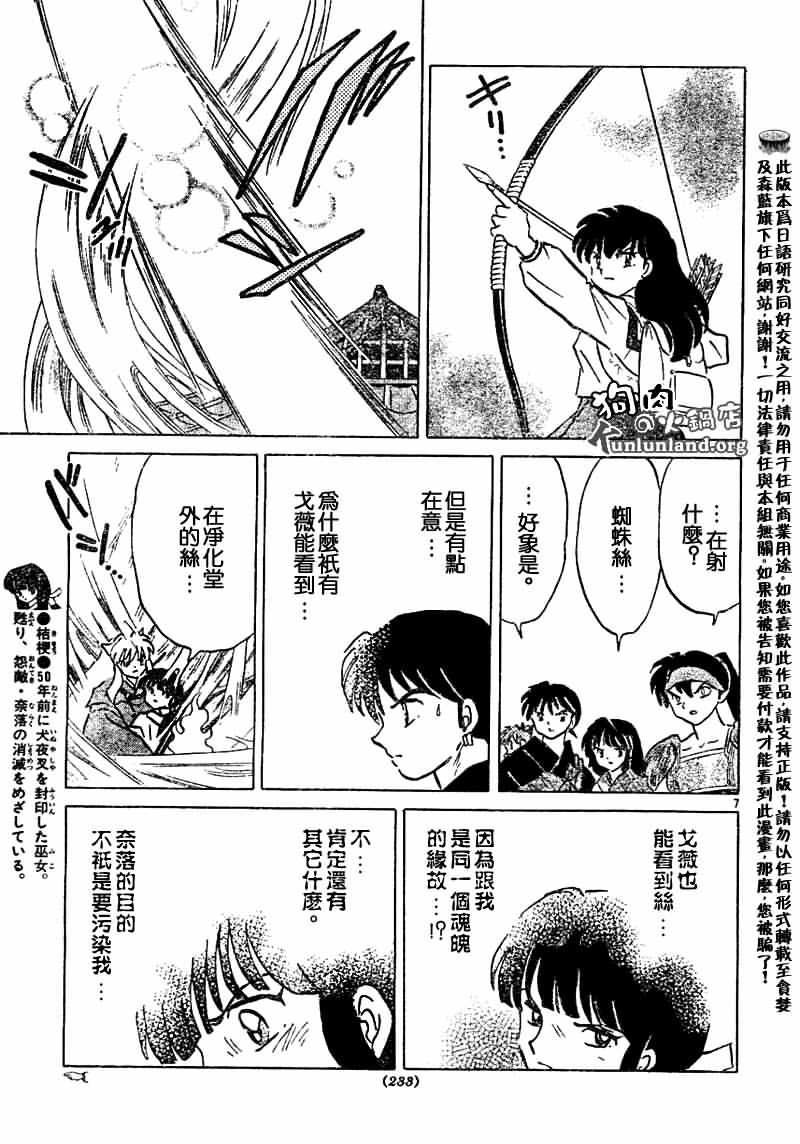 此版本爲日語研究同好交流之用，請勿用于任何商業用途。如您喜歡此作品，請支持正版！請勿以任何形式轉載至貪婪
及森藍旗下任何網站，謝謝！一切法律責任與本組無關。如果您被告知需要付款才能看到此漫畫，那麼，您被騙了！
キッ…
狗肉の火鍋店
Kunlunland.org
…在射
什麼？
蜘蛛絲…
…好象是。
但是有點
在意…
爲什麼衹有
戈薇能看到…
在凈化堂
外的絲…
●桔梗●50年前に犬夜叉を封印した巫女。
甦り、怨敵・奈落の消滅をめざしている。
7
戈薇也
能看到絲…
因為跟我
是同一個魂魄
的緣故…!?
不…
肯定還有
其它什麽。
奈落的目的
不衹是要污染我…
(233)